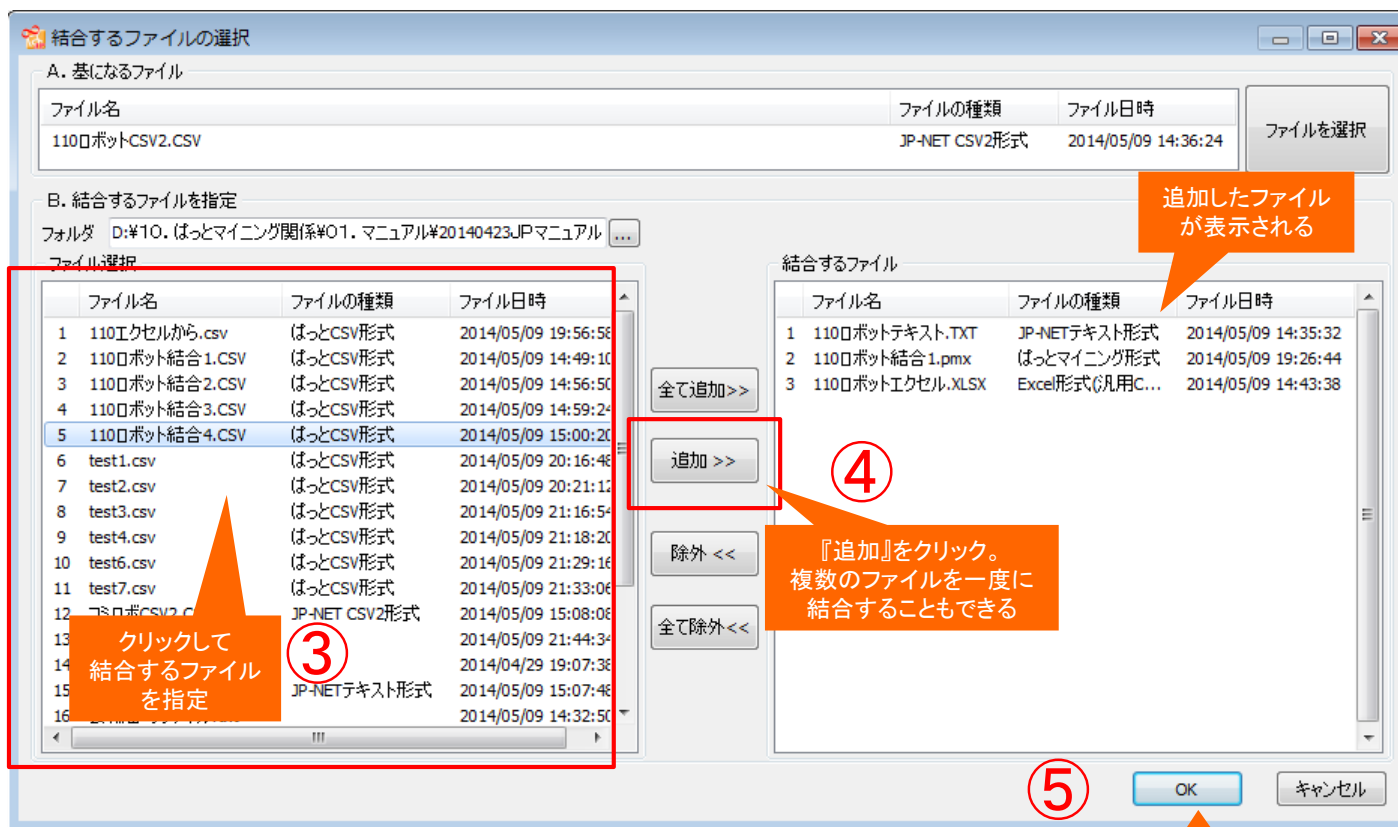 結合するファイルの選択
A. 基になるファイル
ファイル名 ファイルの種類 ファイル日時
110ロボットCSV2.CSV JP-NET CSV2形式 2014/05/09 14:36:24
ファイルを選択
B. 結合するファイルを指定
フォルダ D:¥10. ぱっとマイニング関係¥01. マニュアル¥20140423JPマニュアル ...
追加したファイル
が表示される
ファイル選択
ファイル名 ファイルの種類 ファイル日時
1 110エクセルから.csv ぱっとCSV形式 2014/05/09 19:56:58
2 110ロボット結合1.CSV ぱっとCSV形式 2014/05/09 14:49:10
3 110ロボット結合2.CSV ぱっとCSV形式 2014/05/09 14:56:50
4 110ロボット結合3.CSV ぱっとCSV形式 2014/05/09 14:59:24
5 110ロボット結合4.CSV ぱっとCSV形式 2014/05/09 15:00:20
6 test1.csv ぱっとCSV形式 2014/05/09 20:16:48
7 test2.csv ぱっとCSV形式 2014/05/09 20:21:12
8 test3.csv ぱっとCSV形式 2014/05/09 21:16:54
9 test4.csv ぱっとCSV形式 2014/05/09 21:18:20
10 test6.csv ぱっとCSV形式 2014/05/09 21:29:16
11 test7.csv ぱっとCSV形式 2014/05/09 21:33:06
12 JP-NET CSV2形式 2014/05/09 15:08:08
13 2014/05/09 21:44:34
14 2014/04/29 19:07:38
15 JP-NETテキスト形式 2014/05/09 15:07:48
16 2014/05/09 14:32:50
クリックして
結合するファイル
を指定
③
全て追加>>
追加 >>
除外 <<
全て除外<<
④
『追加』をクリック。
複数のファイルを一度に
結合することもできる
結合するファイル
ファイル名 ファイルの種類 ファイル日時
1 110ロボットテキスト.TXT JP-NETテキスト形式 2014/05/09 14:35:32
2 110ロボット結合1.pmx ぱっとマイニング形式 2014/05/09 19:26:44
3 110ロボットエクセル.XLSX Excel形式(汎用C... 2014/05/09 14:43:38
⑤
OK キャンセル